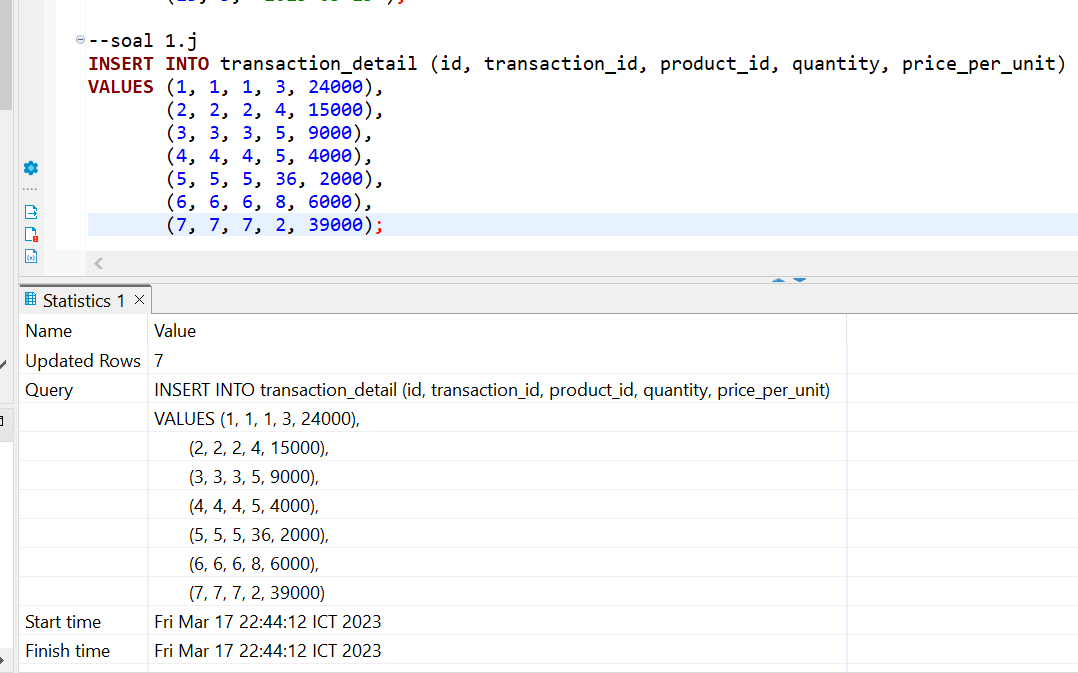 --soal 1.j
INSERT INTO transaction_detail (id, transaction_id, product_id, quantity, price_per_unit)
VALUES (1, 1, 1, 3, 24000),
(2, 2, 2, 4, 15000),
(3, 3, 3, 5, 9000),
(4, 4, 4, 5, 4000),
(5, 5, 5, 36, 2000),
(6, 6, 6, 8, 6000),
(7, 7, 7, 2, 39000);
Statistics 1
Name Value
Updated Rows 7
Query INSERT INTO transaction_detail (id, transaction_id, product_id, quantity, price_per_unit)
VALUES (1, 1, 1, 3, 24000),
(2, 2, 2, 4, 15000),
(3, 3, 3, 5, 9000),
(4, 4, 4, 5, 4000),
(5, 5, 5, 36, 2000),
(6, 6, 6, 8, 6000),
(7, 7, 7, 2, 39000)
Start time Fri Mar 17 22:44:12 ICT 2023
Finish time Fri Mar 17 22:44:12 ICT 2023